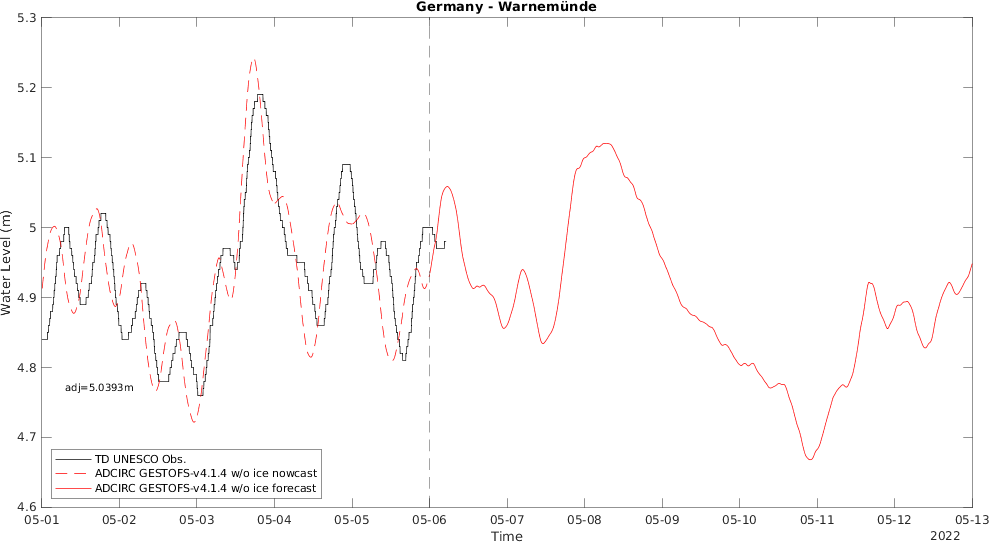 Germany - Warnemünde
5.3
5.2
5.1
5
4.9
4.8
4.7
4.6
Water Level (m)
adj=5.0393m
TD UNESCO Obs.
ADCIRC GESTOFS-v4.1.4 w/o ice nowcast
ADCIRC GESTOFS-v4.1.4 w/o ice forecast
05-01 05-02 05-03 05-04 05-05 05-06 05-07 05-08 05-09 05-10 05-11 05-12 05-13
Time
2022